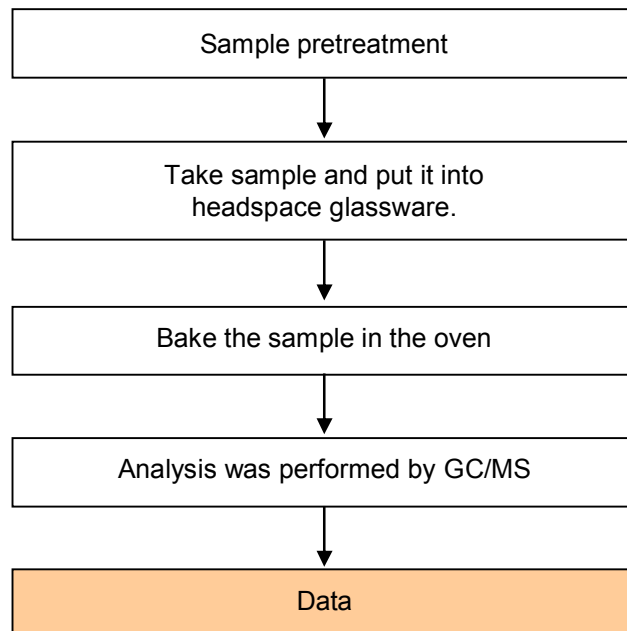 Sample pretreatment
Take sample and put it into
headspace glassware.
Bake the sample in the oven
Analysis was performed by GC/MS
Data